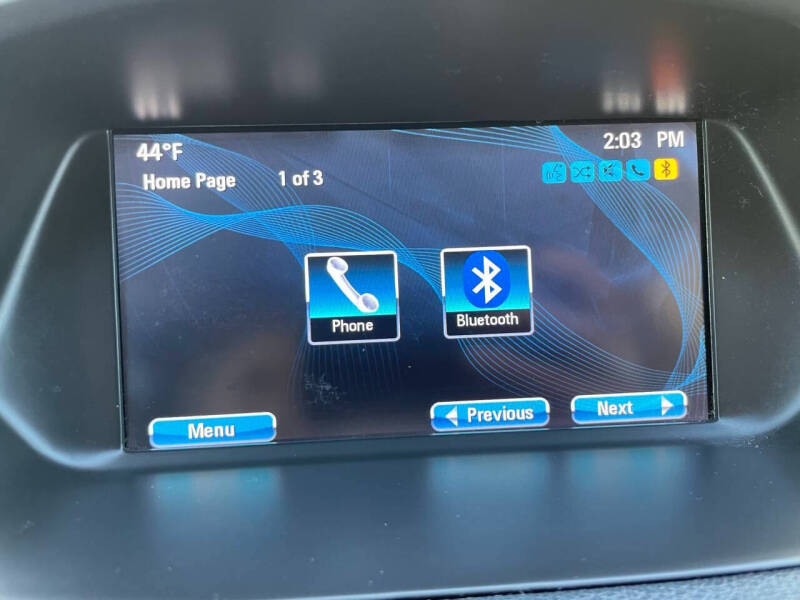 44°F 2:03 PM
Home Page 1 of 3
Phone Bluetooth
Menu Previous Next